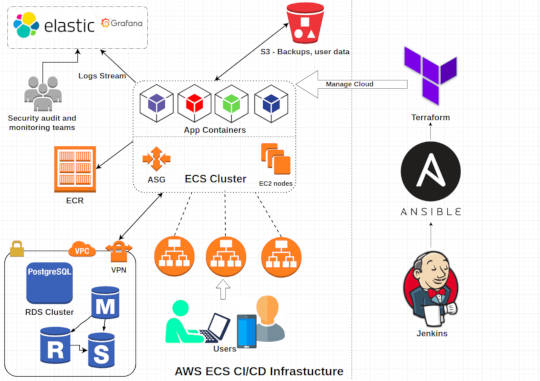 elastic
Grafana
S3 - Backups, user data
Logs Stream
Manage Cloud
Security audit and
monitoring teams
App Containers
Terraform
ASG
ECS Cluster
EC2 nodes
ECR
ANSIBLE
VPC
VPN
PostgreSQL
RDS Cluster
M
R
S
Users
Jenkins
AWS ECS CI/CD Infrastucture